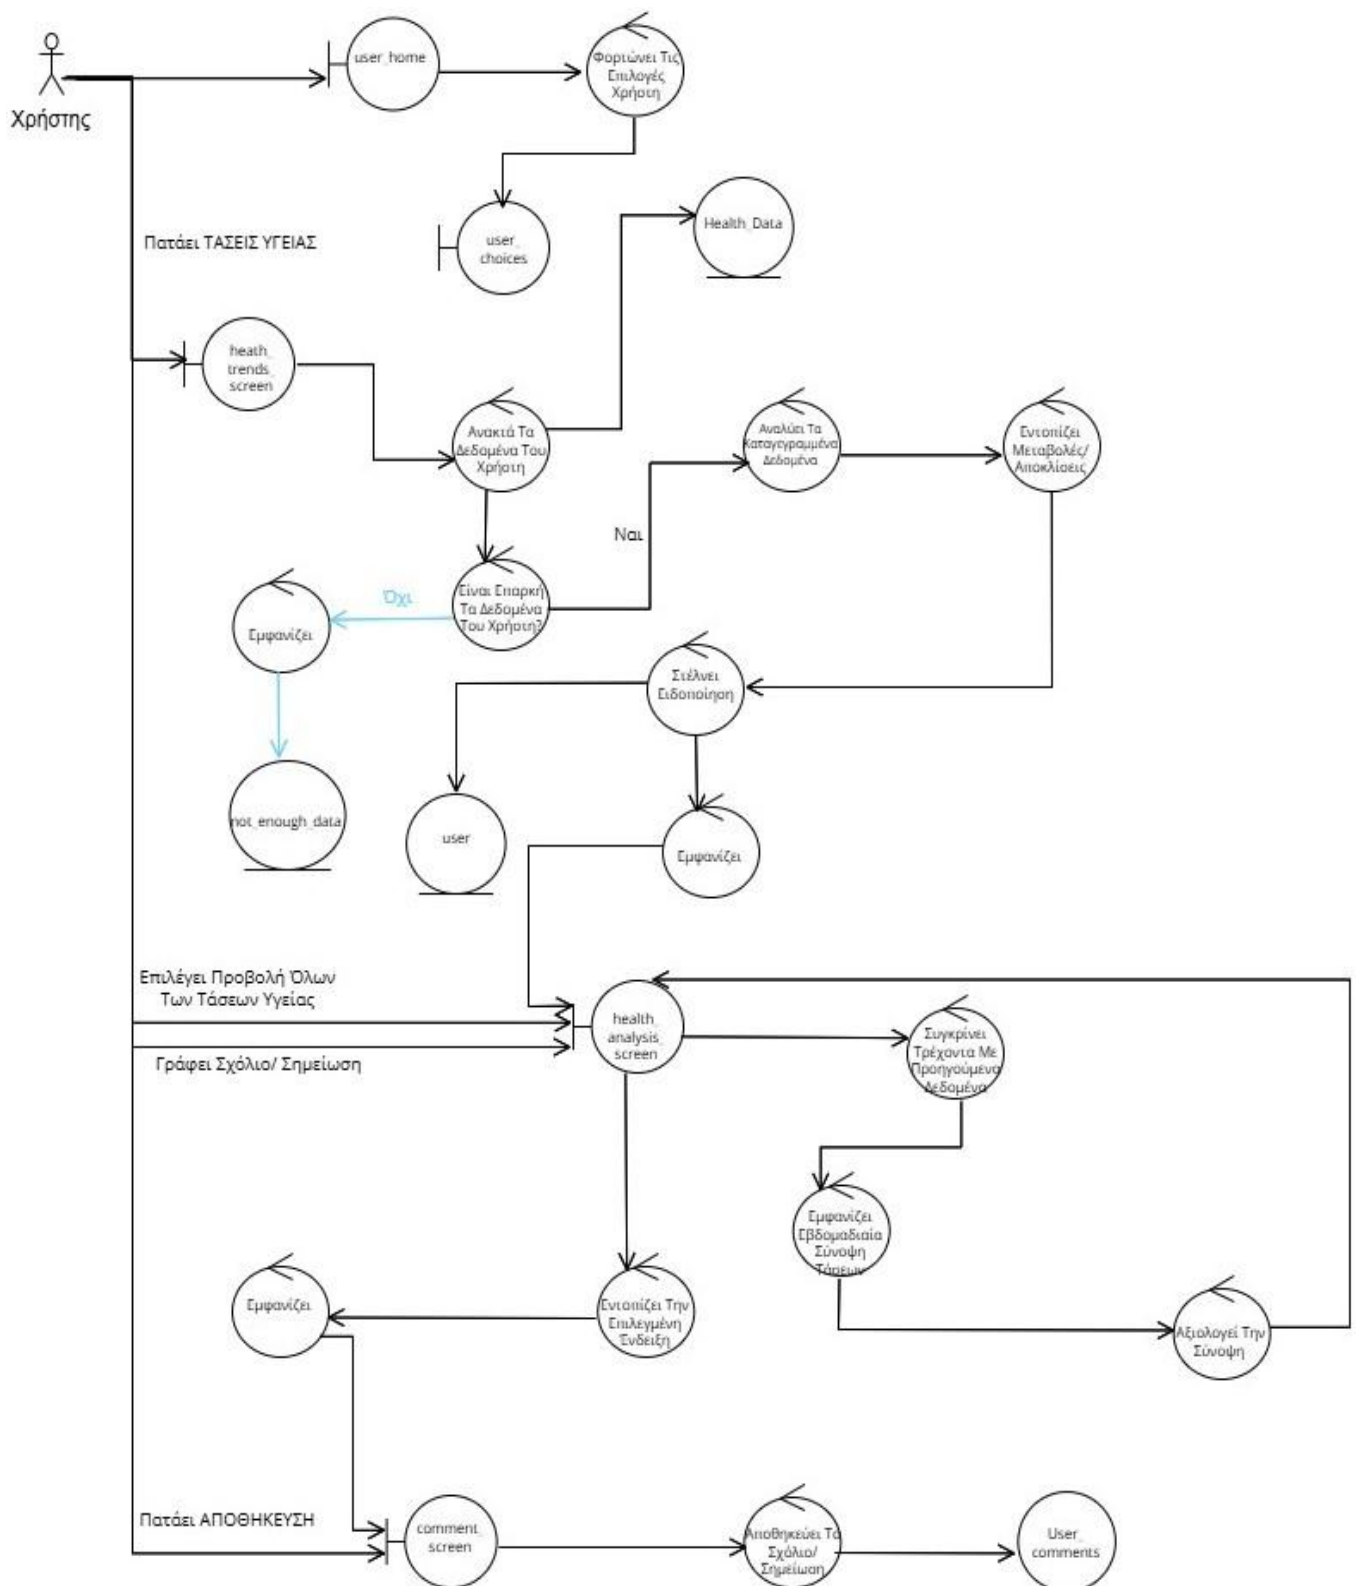 user_home
Φορτώνει Τις
Επιλογές
Χρήστη
Χρήστης
Health_Data
Πατάει ΤΑΣΕΙΣ ΥΓΕΙΑΣ
user_
choices
heath_
trends_
screen
Ανακτά Τα
Δεδομένα Του
Χρήστη
Αναλύει Τα
Καταγεγραμμένα
Δεδομένα
Εντοπίζει
Μεταβολές/
Αποκλίσεις
Ναι
Όχι
Είναι Επαρκή
Τα Δεδομένα
Του Χρήστη?
Εμφανίζει
Στέλνει
Ειδοποίηση
not_enough_data
user
Εμφανίζει
Επιλέγει Προβολή Όλων
Των Τάσεων Υγείας
health_
analysis_
screen
Συγκρίνει
Τρέχοντα Με
Προηγούμενα
Δεδομένα
Γράφει Σχόλιο/ Σημείωση
Εμφανίζει
Εβδομαδιαία
Σύνοψη
Τάσεων
Εμφανίζει
Εντοπίζει Την
Επιλεγμένη
Ένδειξη
Αξιολογεί Την
Σύνοψη
Πατάει ΑΠΟΘΗΚΕΥΣΗ
comment_
screen
Αποθηκεύει Το
Σχόλιο/
Σημείωση
User_
comments